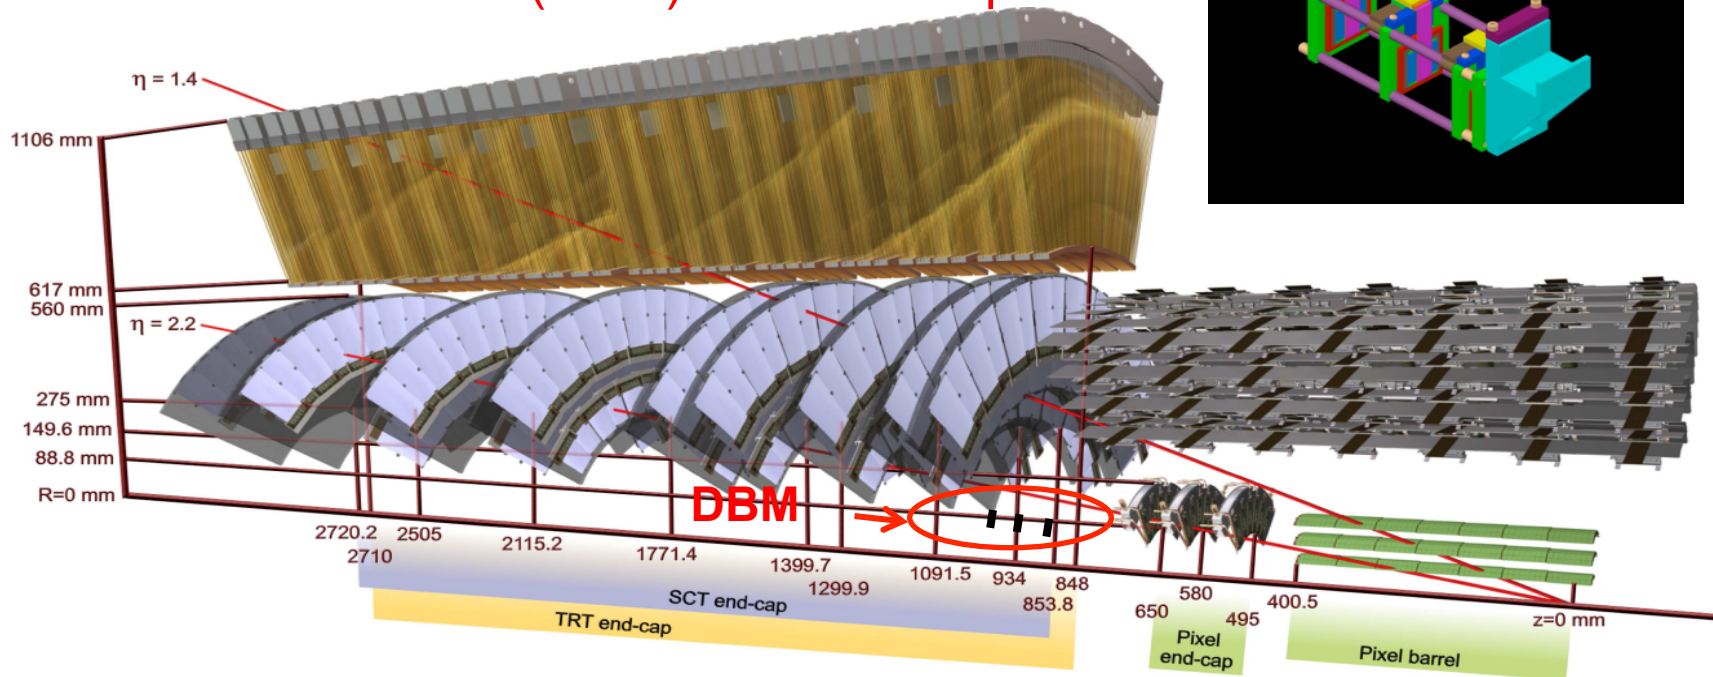 η = 1.4
1106 mm
617 mm
560 mm
η = 2.2
275 mm
149.6 mm
88.8 mm
R=0 mm
DBM
2720.2
2710
2505
2115.2
1771.4
1399.7
1299.9
1091.5
934
853.8
848
650
580
495
400.5
z=0 mm
SCT end-cap
TRT end-cap
Pixel
end-cap
Pixel barrel